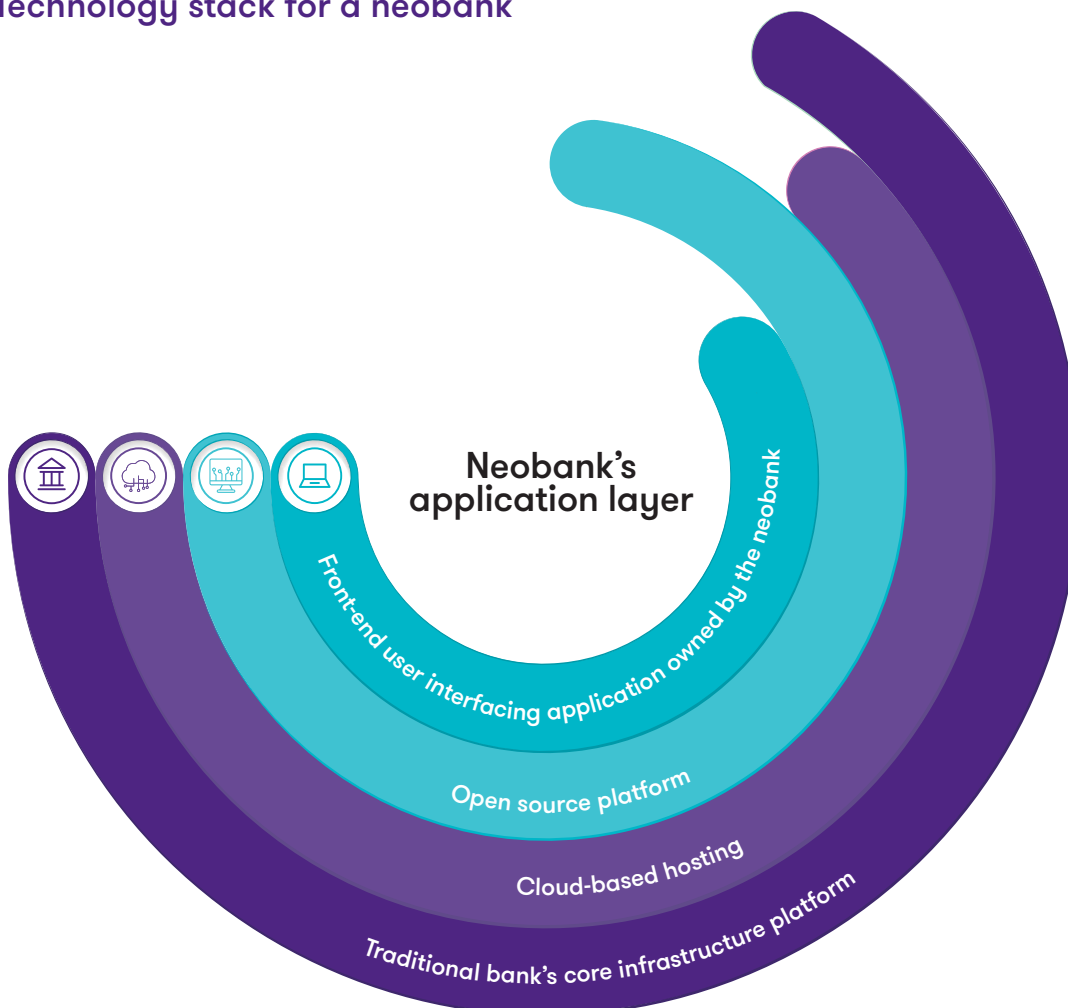 Technology stack for a neobank
Neobank's
application layer
Front-end user interfacing application owned by the neobank
Open source platform
Cloud-based hosting
Traditional bank's core infrastructure platform